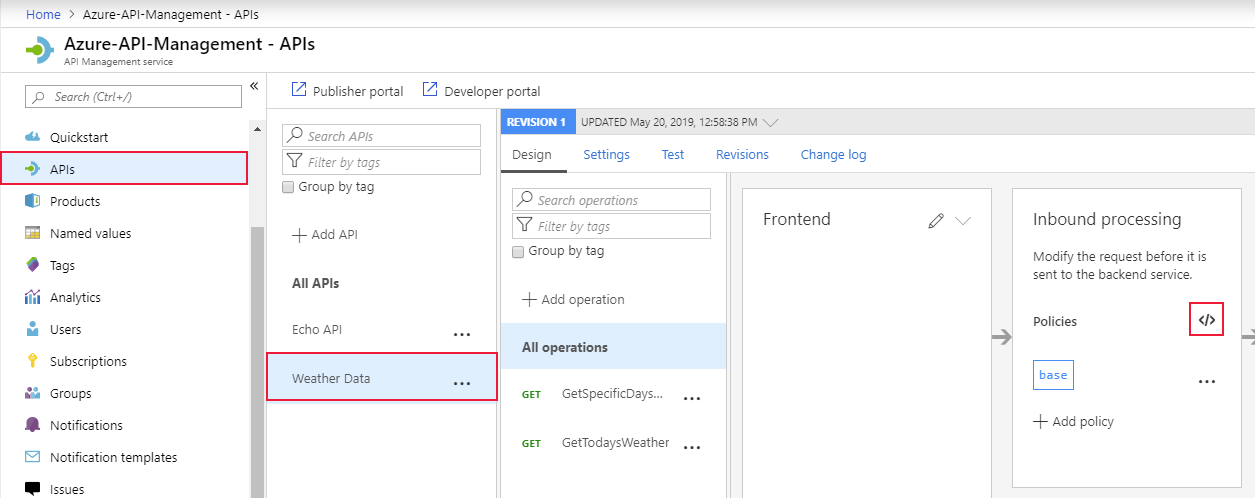 Home > Azure-API-Management - APIs
Azure-API-Management - APIs
API Management service
Search (Ctrl+/)
«
Quickstart
APIs
Products
Named values
Tags
Analytics
Users
Subscriptions
Groups
Notifications
Notification templates
Issues
Publisher portal
Developer portal
Search APIs
Filter by tags
Group by tag
Add API
All APIs
Echo API
...
Weather Data
...
REVISION 1
UPDATED May 20, 2019, 12:58:38 PM
Design
Settings
Test
Revisions
Change log
Search operations
Filter by tags
Group by tag
Add operation
All operations
GET GetSpecificDays...
...
GET GetTodaysWeather
...
Frontend
Inbound processing
Modify the request before it is
sent to the backend service.
Policies
</>
base
...
Add policy